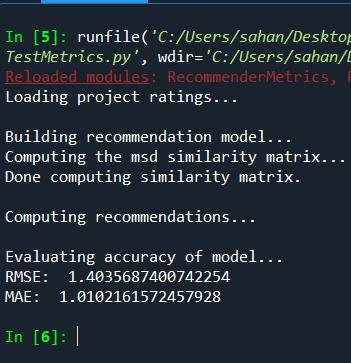 In [5]: runfile('C:/Users/sahan/Desktop
TestMetrics.py', wdir='C:/Users/sahan/D
Reloaded modules: RecommenderMetrics,
Loading project ratings...
Building recommendation model...
Computing the msd similarity matrix...
Done computing similarity matrix.
Computing recommendations...
Evaluating accuracy of model...
RMSE:  1.4035687400742254
MAE:  1.0102161572457928
In [6]: